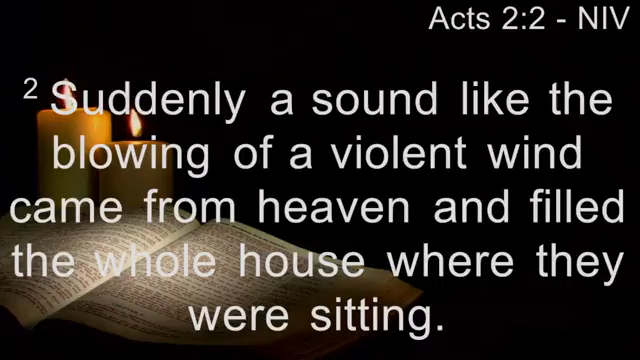 Acts 2:2 - NIV
2 Suddenly a sound like the
blowing of a violent wind
came from heaven and filled
the whole house where they
were sitting.